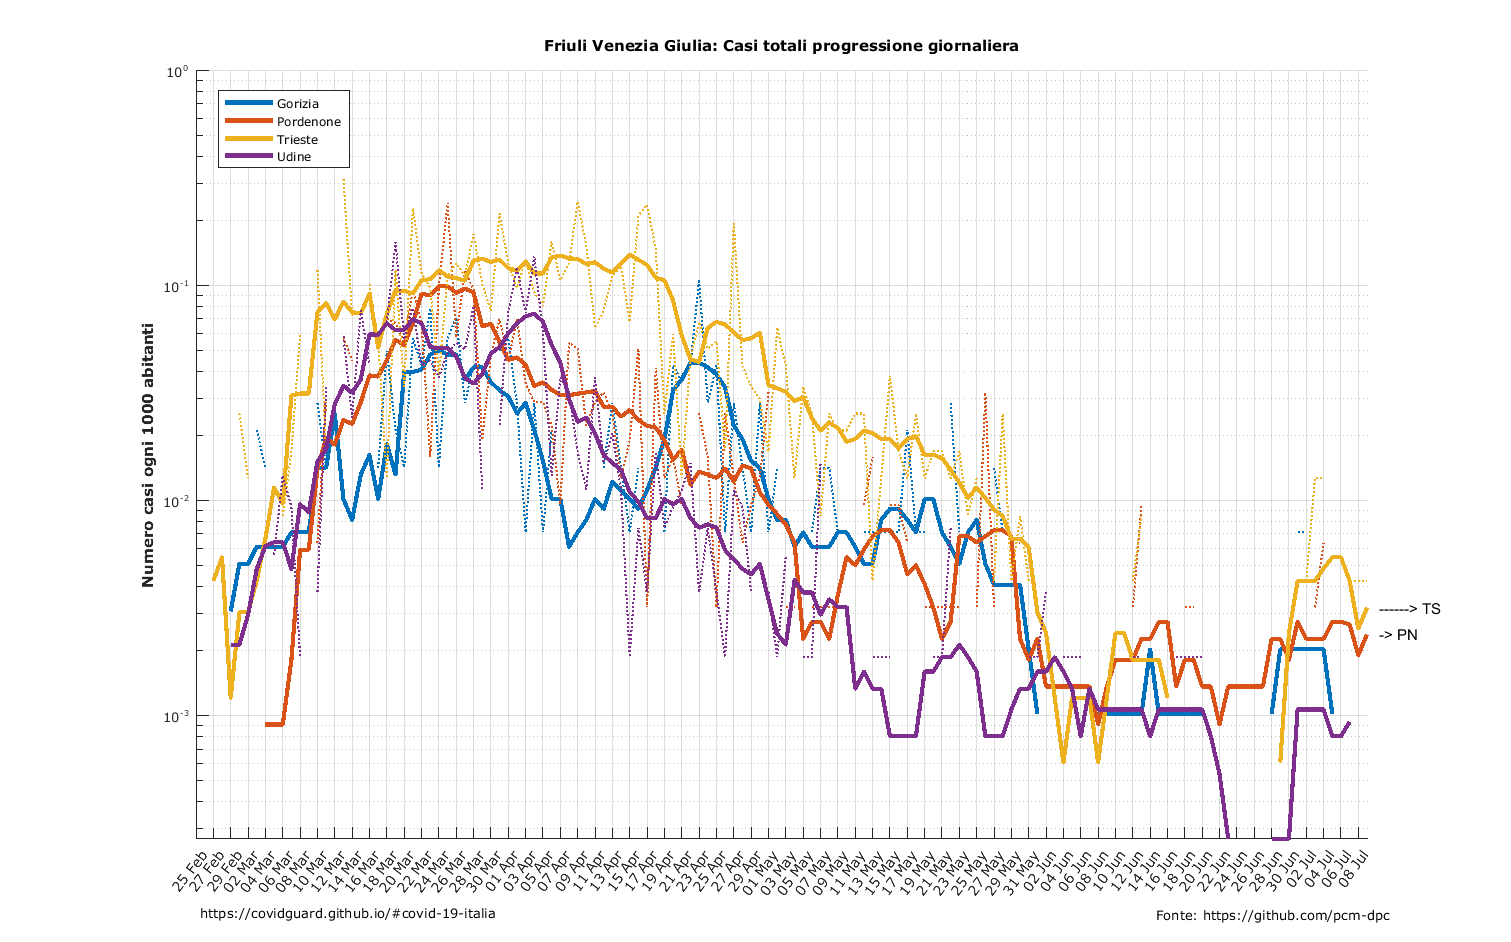 Friuli Venezia Giulia: Casi totali progressione giornaliera
10⁰
Gorizia
Pordenone
Trieste
Udine
10⁻¹
10⁻²
10⁻³
Numero casi ogni 1000 abitanti
------> TS
-> PN
25 Feb
27 Feb
29 Feb
02 Mar
04 Mar
06 Mar
08 Mar
10 Mar
12 Mar
14 Mar
16 Mar
18 Mar
22 Mar
24 Mar
26 Mar
28 Mar
30 Mar
01 Apr
03 Apr
05 Apr
07 Apr
09 Apr
11 Apr
13 Apr
15 Apr
17 Apr
19 Apr
21 Apr
23 Apr
25 Apr
27 Apr
29 Apr
01 May
03 May
05 May
07 May
09 May
11 May
13 May
15 May
17 May
19 May
21 May
23 May
25 May
27 May
29 May
31 May
02 Jun
04 Jun
06 Jun
08 Jun
10 Jun
12 Jun
14 Jun
16 Jun
18 Jun
20 Jun
22 Jun
24 Jun
26 Jun
28 Jun
30 Jun
02 Jul
04 Jul
06 Jul
08 Jul
https://covidguard.github.io/#covid-19-italia
Fonte: https://github.com/pcm-dpc